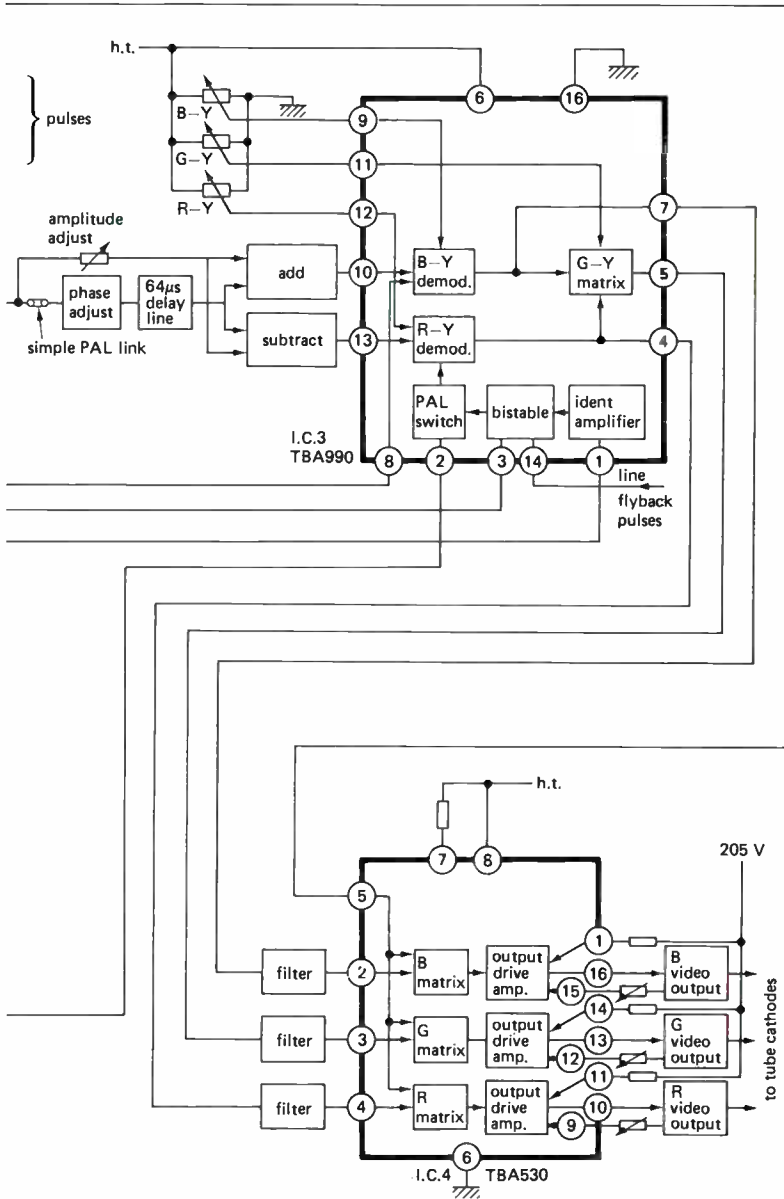 h.t.
6
16
pulses
B–Y
9
G–Y
11
R–Y
12
7
amplitude
adjust
add
10
B–Y
demod.
G–Y
matrix
5
phase
adjust
64µs
delay
line
simple PAL link
subtract
13
R–Y
demod.
4
PAL
switch
bistable
ident
amplifier
I.C.3
TBA990
8
2
3
14
1
line
flyback
pulses
h.t.
7
8
205 V
5
1
filter
2
B
matrix
output
drive
amp.
16
15
B
video
output
14
filter
3
G
matrix
output
drive
amp.
13
12
G
video
output
11
filter
4
R
matrix
output
drive
amp.
10
9
R
video
output
to tube cathodes
6
I.C.4 TBA530